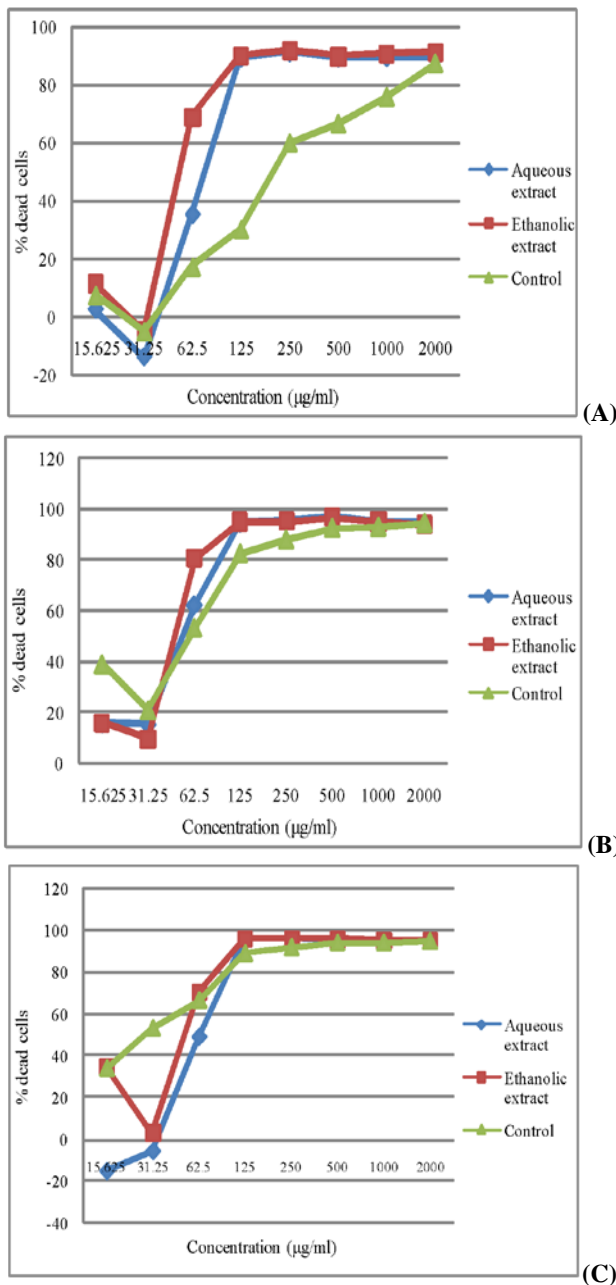 100
80
60
40
20
0
-20
% dead cells
15.625 31.25 62.5 125 250 500 1000 2000
Concentration (µg/ml)
Aqueous
extract
Ethanolic
extract
Control
(A)
120
100
80
60
40
20
0
% dead cells
15.625 31.25 62.5 125 250 500 1000 2000
Concentration (µg/ml)
Aqueous
extract
Ethanolic
extract
Control
(B)
120
100
80
60
40
20
0
-20
-40
% dead cells
15.625 31.25 62.5 125 250 500 1000 2000
Concentration (µg/ml)
Aqueous
extract
Ethanolic
extract
Control
(C)